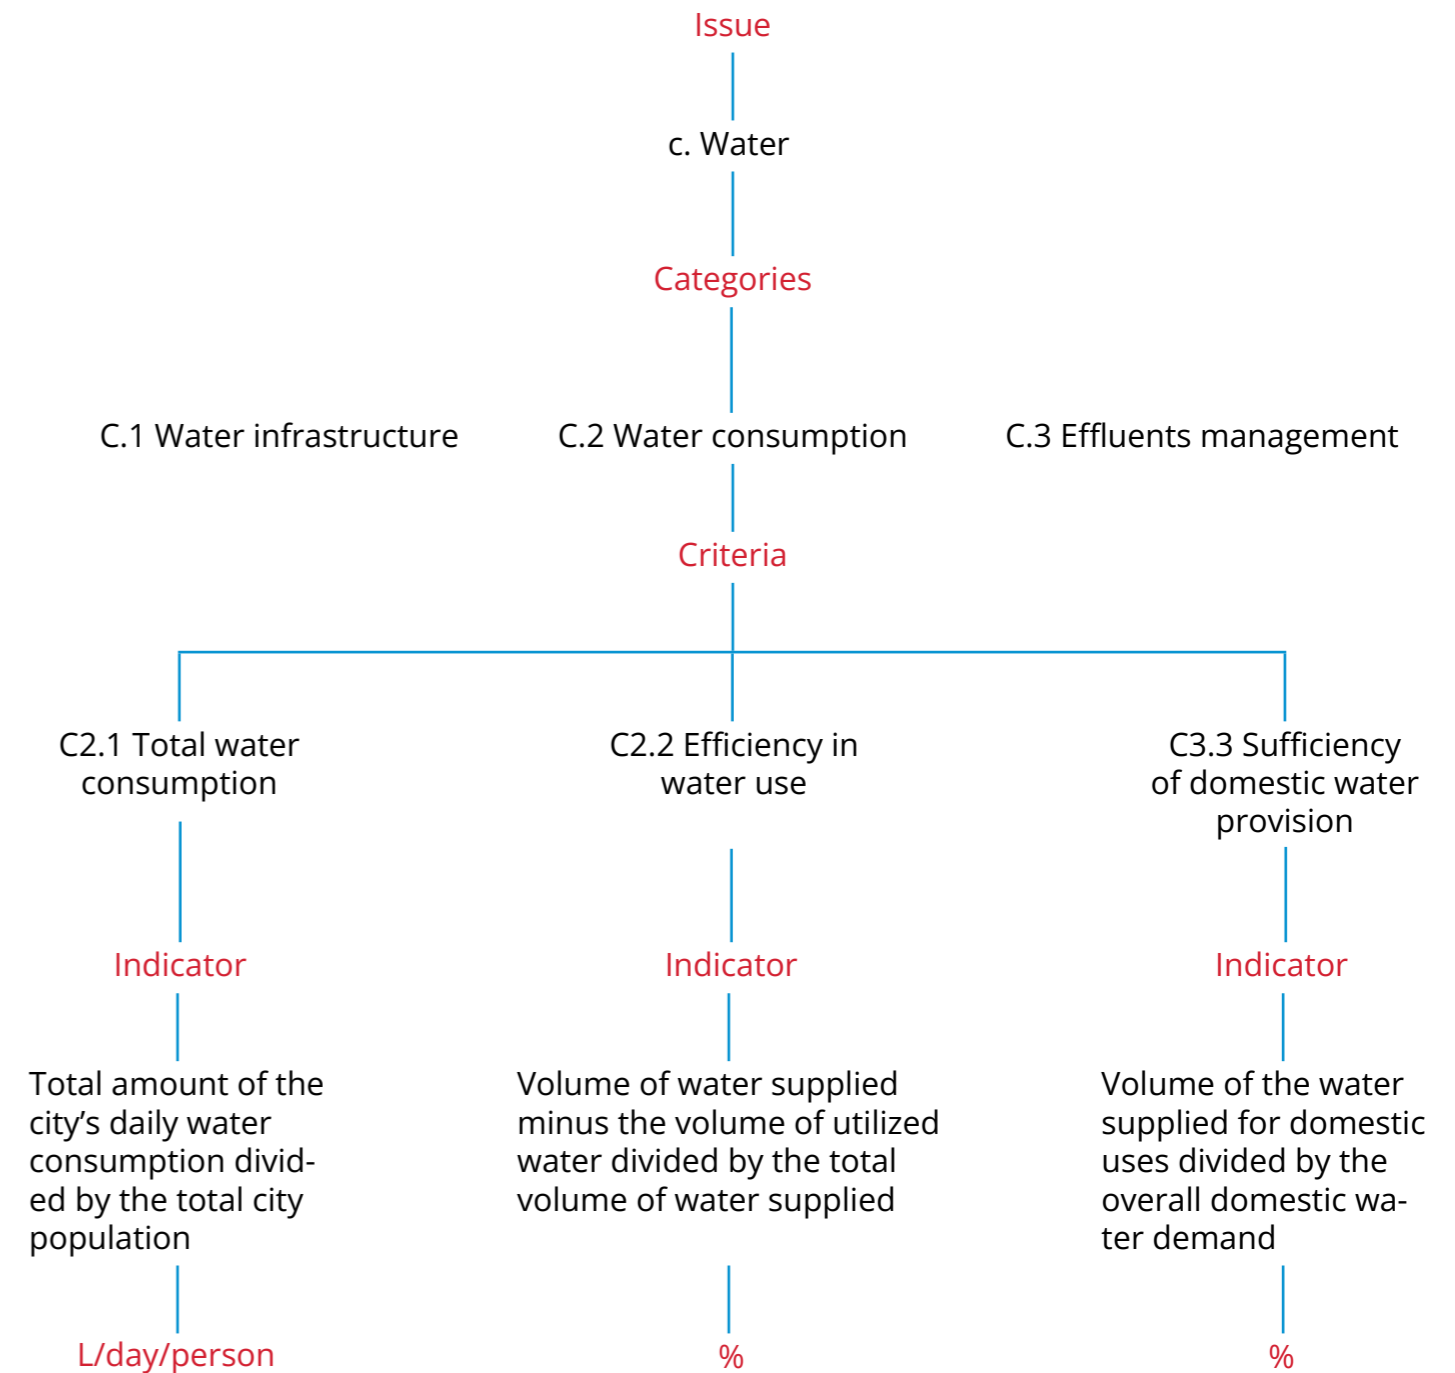 Issue
c. Water
Categories
C.1 Water infrastructure
C.2 Water consumption
C.3 Effluents management
Criteria
C2.1 Total water
consumption
C2.2 Efficiency in
water use
C3.3 Sufficiency
of domestic water
provision
Indicator
Indicator
Indicator
Total amount of the
city’s daily water
consumption divid-
ed by the total city
population
Volume of water supplied
minus the volume of utilized
water divided by the total
volume of water supplied
Volume of the water
supplied for domestic
uses divided by the
overall domestic wa-
ter demand
L/day/person
%
%